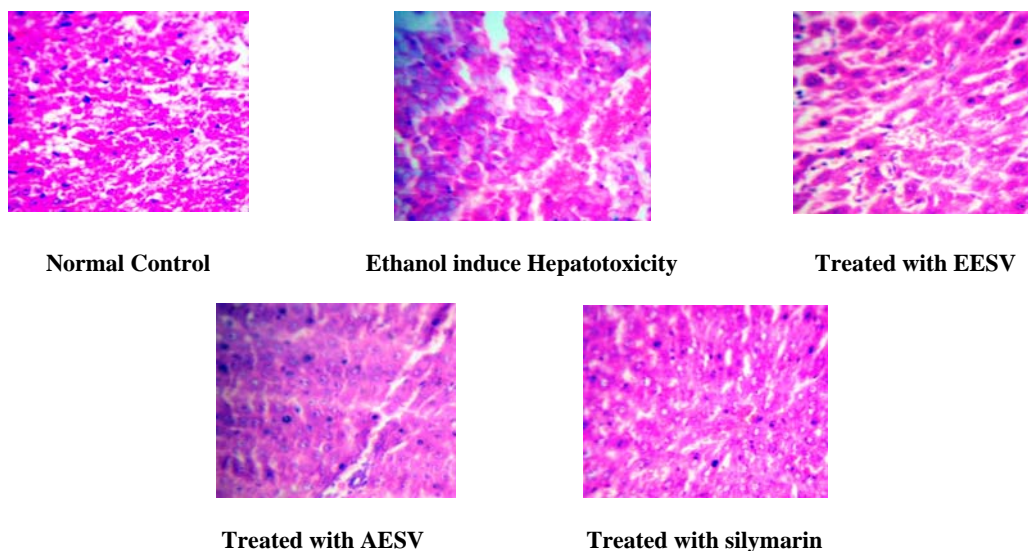 Normal Control
Ethanol induce Hepatotoxicity
Treated with EESV
Treated with AESV
Treated with silymarin